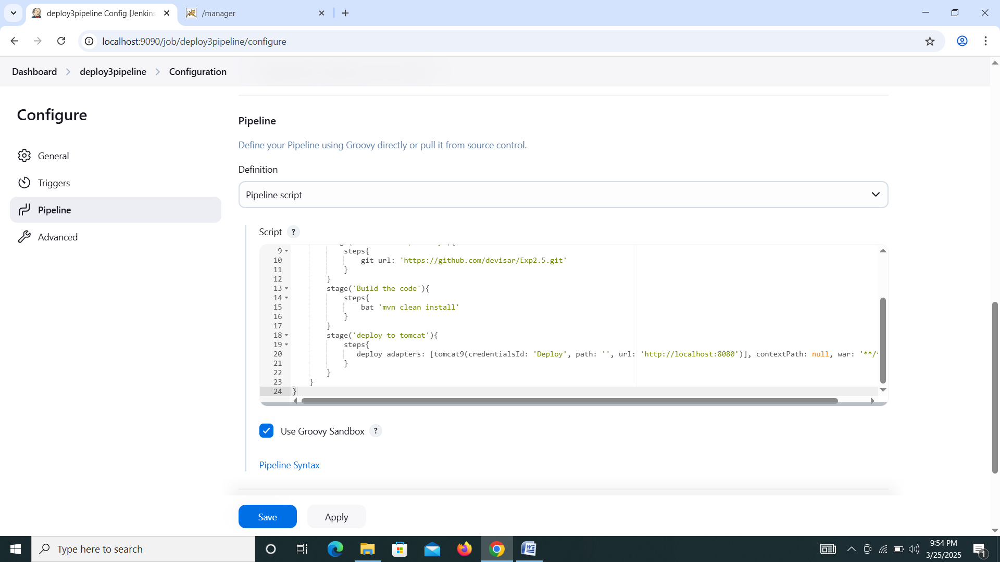 deploy3pipeline Config [Jenkins
/manager
localhost:9090/job/deploy3pipeline/configure
Dashboard
deploy3pipeline
Configuration
Configure
General
Triggers
Pipeline
Advanced
Pipeline
Define your Pipeline using Groovy directly or pull it from source control.
Definition
Pipeline script
Script ?
9 steps{
10 git url: 'https://github.com/devisar/Exp2.5.git'
11 }
12 }
13 stage('Build the code'){
14 steps{
15 bat 'mvn clean install'
16 }
17 }
18 stage('deploy to tomcat'){
19 steps{
20 deploy adapters: [tomcat9(credentialsId: 'Deploy', path: '', url: 'http://localhost:8080')], contextPath: null, war: '**/
21 }
22 }
23 }
24 }
Use Groovy Sandbox ?
Pipeline Syntax
Save
Apply
Type here to search
9:54 PM
3/25/2025
1